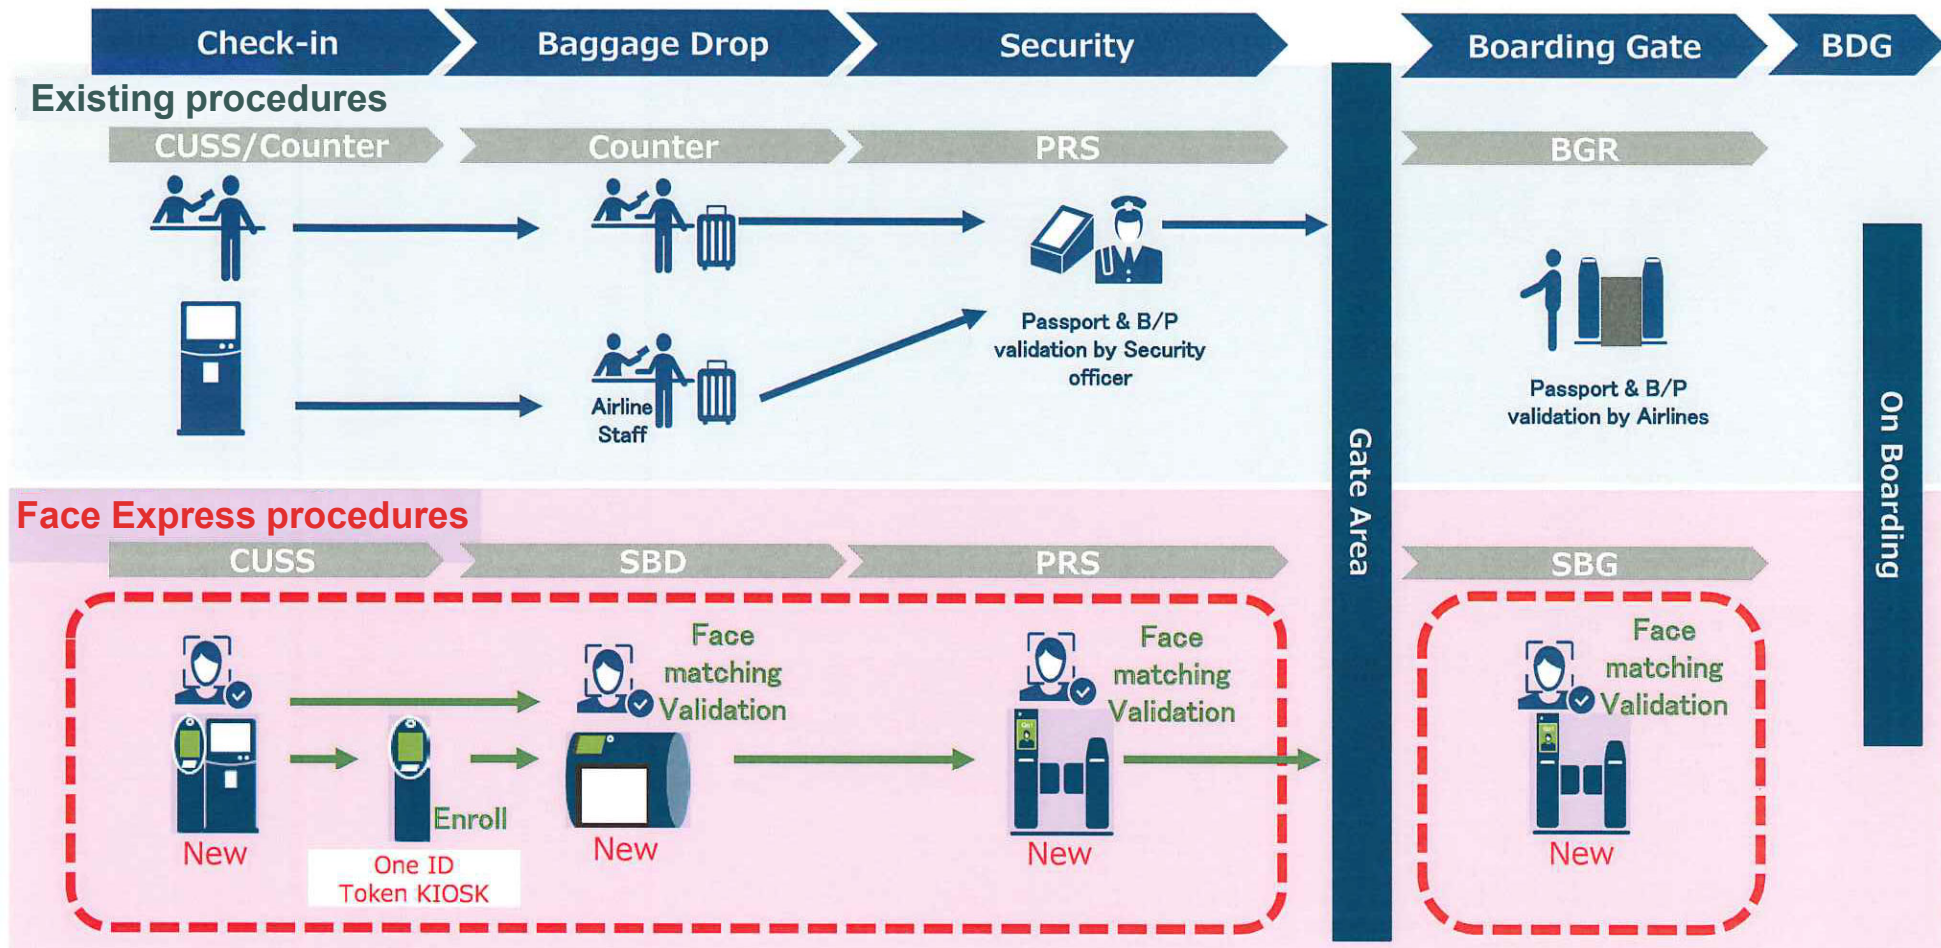 Check-in
Baggage Drop
Security
Boarding Gate
BDG
Existing procedures
CUSS/Counter
Counter
PRS
BGR
Passport & B/P
validation by Security
officer
Airline
Staff
Passport & B/P
validation by Airlines
Gate Area
On Boarding
Face Express procedures
CUSS
SBD
PRS
SBG
Face
matching
Validation
Face
matching
Validation
Face
matching
Validation
Enroll
New
One ID
Token KIOSK
New
New
New